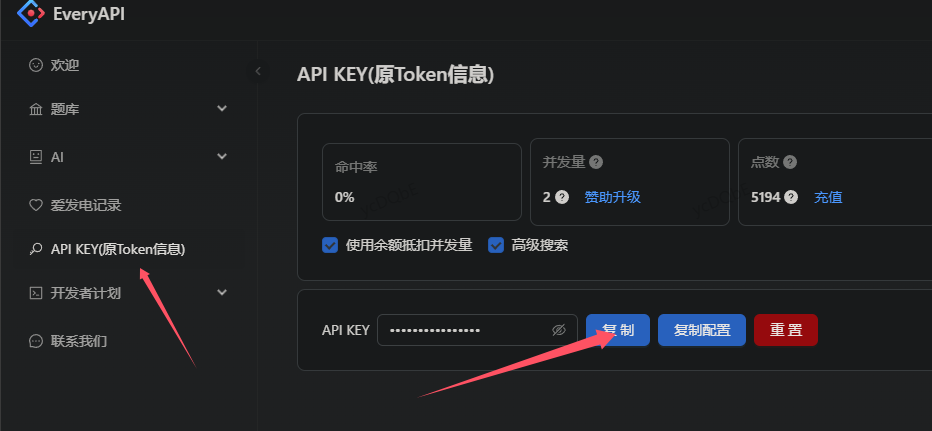 EveryAPI
欢迎
题库
AI
爱发电记录
API KEY(原Token信息)
开发者计划
联系我们
API KEY(原Token信息)
命中率
0%
并发量
2 赞助升级
点数
5194 充值
使用余额抵扣并发量 高级搜索
API KEY •••••••••••••••• 复制 复制配置 重置